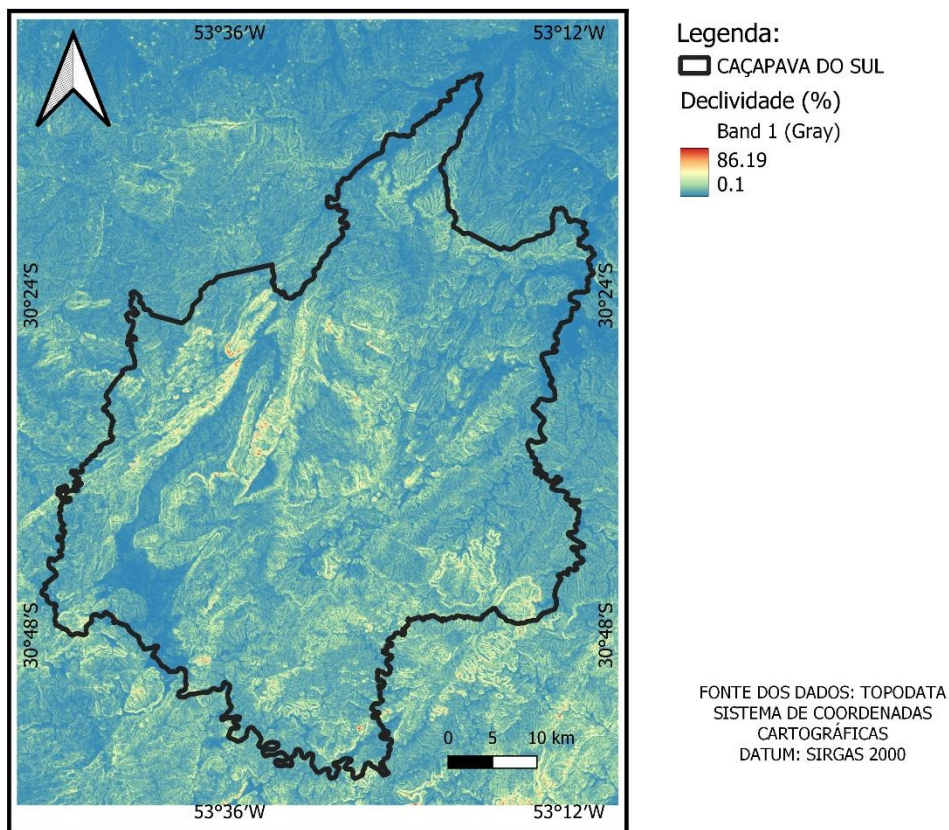 53°36'W
53°12'W
30°24'S
30°24'S
30°48'S
30°48'S
0 5 10 km
53°36'W
53°12'W
Legenda:
CAÇAPAVA DO SUL
Declividade (%)
Band 1 (Gray)
86.19
0.1
FONTE DOS DADOS: TOPODATA
SISTEMA DE COORDENADAS
CARTOGRÁFICAS
DATUM: SIRGAS 2000